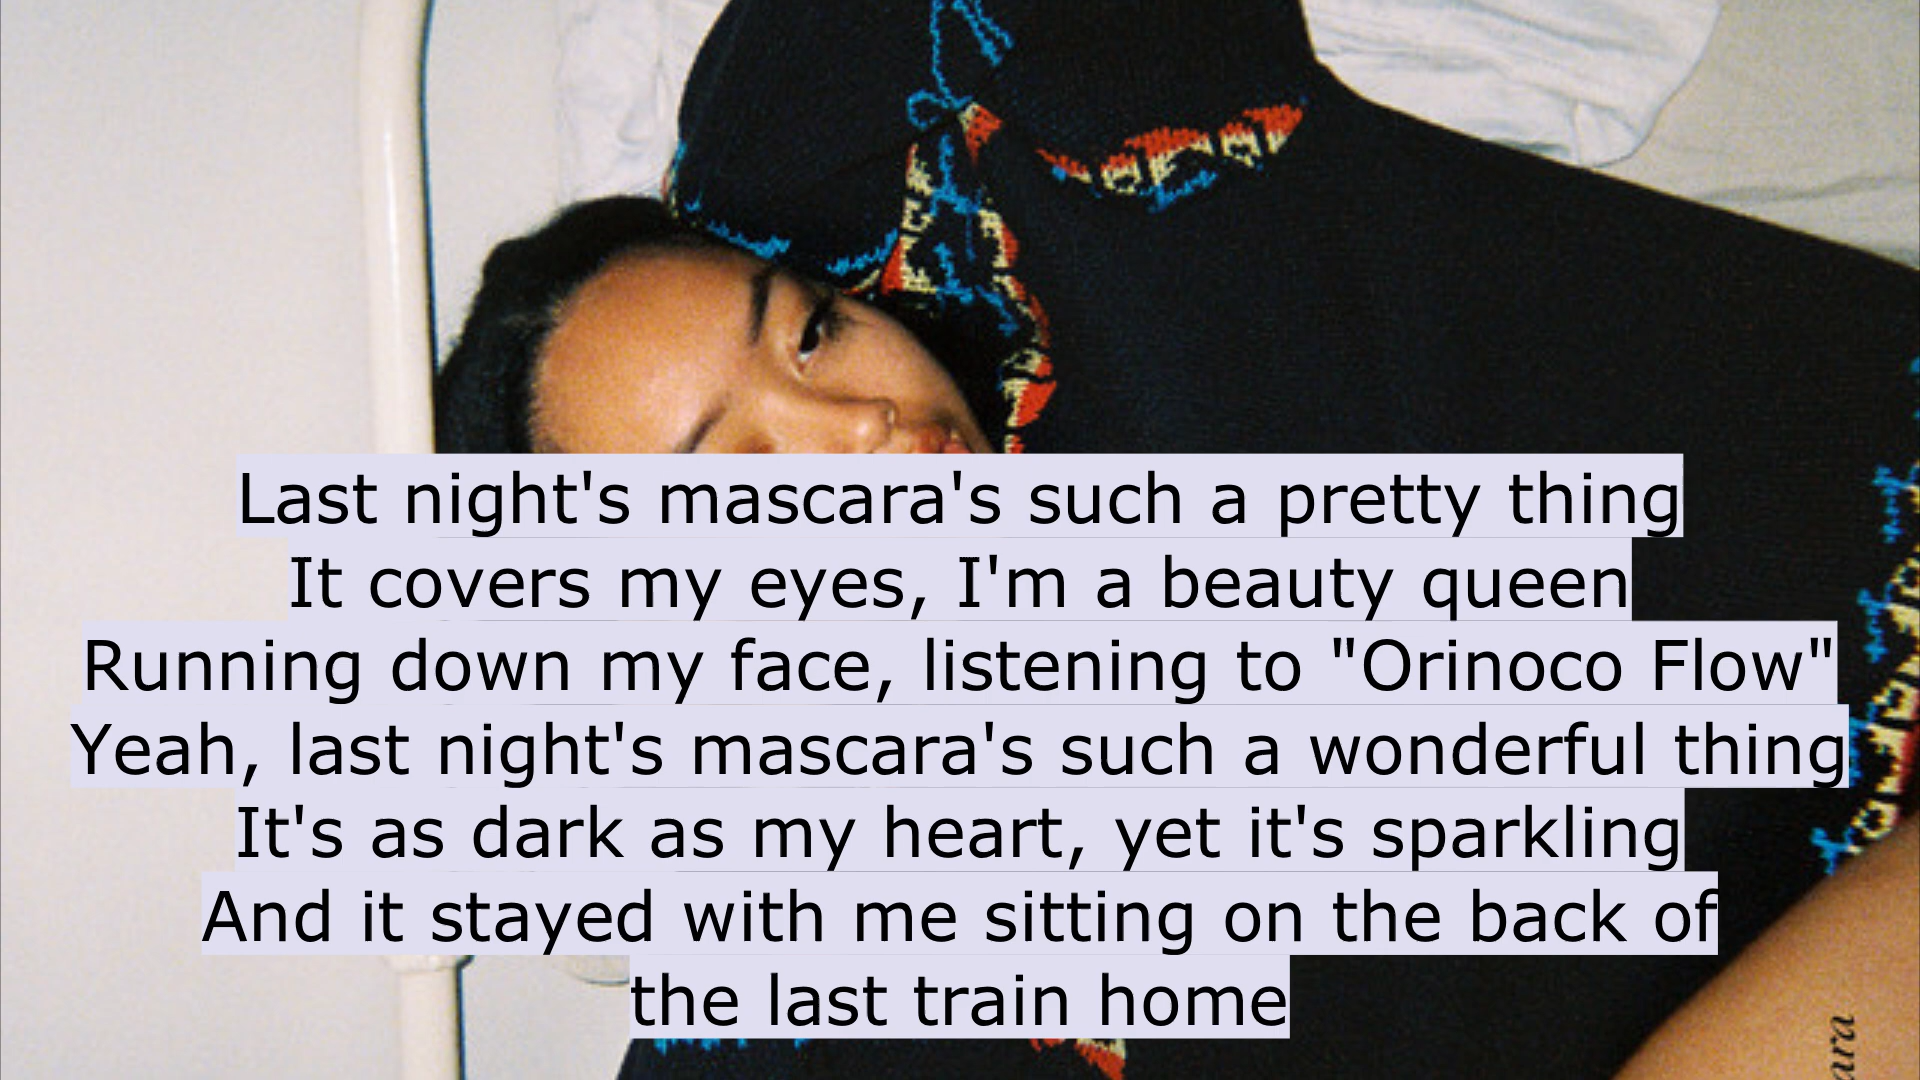 Last night's mascara's such a pretty thing
It covers my eyes, I'm a beauty queen
Running down my face, listening to "Orinoco Flow"
Yeah, last night's mascara's such a wonderful thing
It's as dark as my heart, yet it's sparkling
And it stayed with me sitting on the back of
the last train home